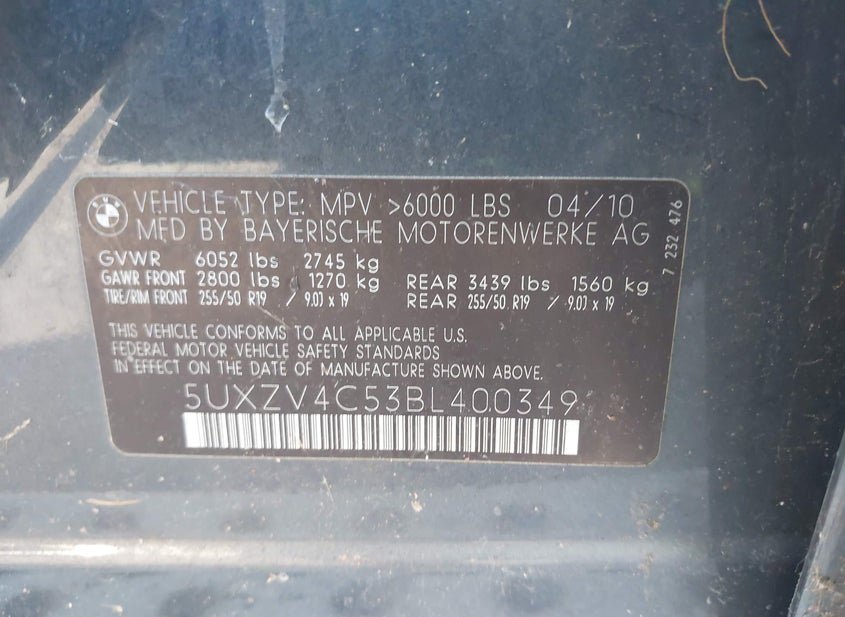 BMW
VEHICLE TYPE: MPV >6000 LBS 04/10
MFD BY BAYERISCHE MOTORENWERKE AG
GVWR 6052 lbs 2745 kg
GAWR FRONT 2800 lbs 1270 kg REAR 3439 lbs 1560 kg
TIRE/RIM FRONT 255/50 R19 / 9.0J x 19 REAR 255/50 R19 / 9.0J x 19
THIS VEHICLE CONFORMS TO ALL APPLICABLE U.S.
FEDERAL MOTOR VEHICLE SAFETY STANDARDS
IN EFFECT ON THE DATE OF MANUFACTURE SHOWN ABOVE.
5UXZV4C53BL400349
7 232 476